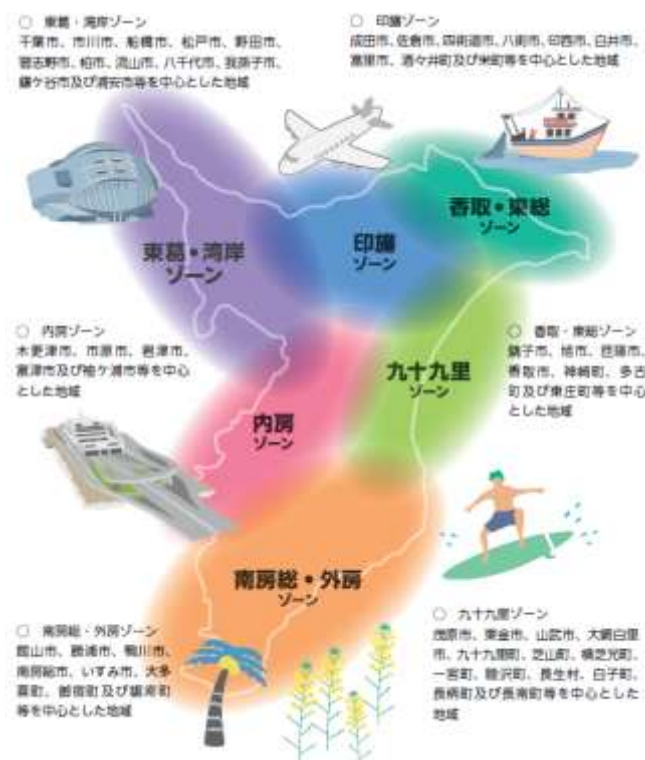 ○ 東葛・湾岸ゾーン
千葉市、市川市、船橋市、松戸市、野田市、
習志野市、柏市、流山市、八千代市、我孫子市、
鎌ケ谷市及び浦安市等を中心とした地域
○ 印旛ゾーン
成田市、佐倉市、四街道市、八街市、印西市、白井市、
富里市、酒々井町及び栄町等を中心とした地域
香取・東総
ゾーン
印旛
ゾーン
東葛・湾岸
ゾーン
○ 内房ゾーン
木更津市、市原市、君津市、
富津市及び袖ケ浦市等を中心
とした地域
九十九里
ゾーン
○ 香取・東総ゾーン
銚子市、旭市、匝瑳市、
香取市、神崎町、多古
町及び東庄町等を中心
とした地域
内房
ゾーン
南房総・外房
ゾーン
○ 南房総・外房ゾーン
館山市、勝浦市、鴨川市、
南房総市、いすみ市、大多
喜町、御宿町及び鋸南町
等を中心とした地域
○ 九十九里ゾーン
茂原市、東金市、山武市、大網白里
市、九十九里町、芝山町、横芝光町、
一宮町、睦沢町、長生村、白子町、
長柄町及び長南町等を中心とした
地域